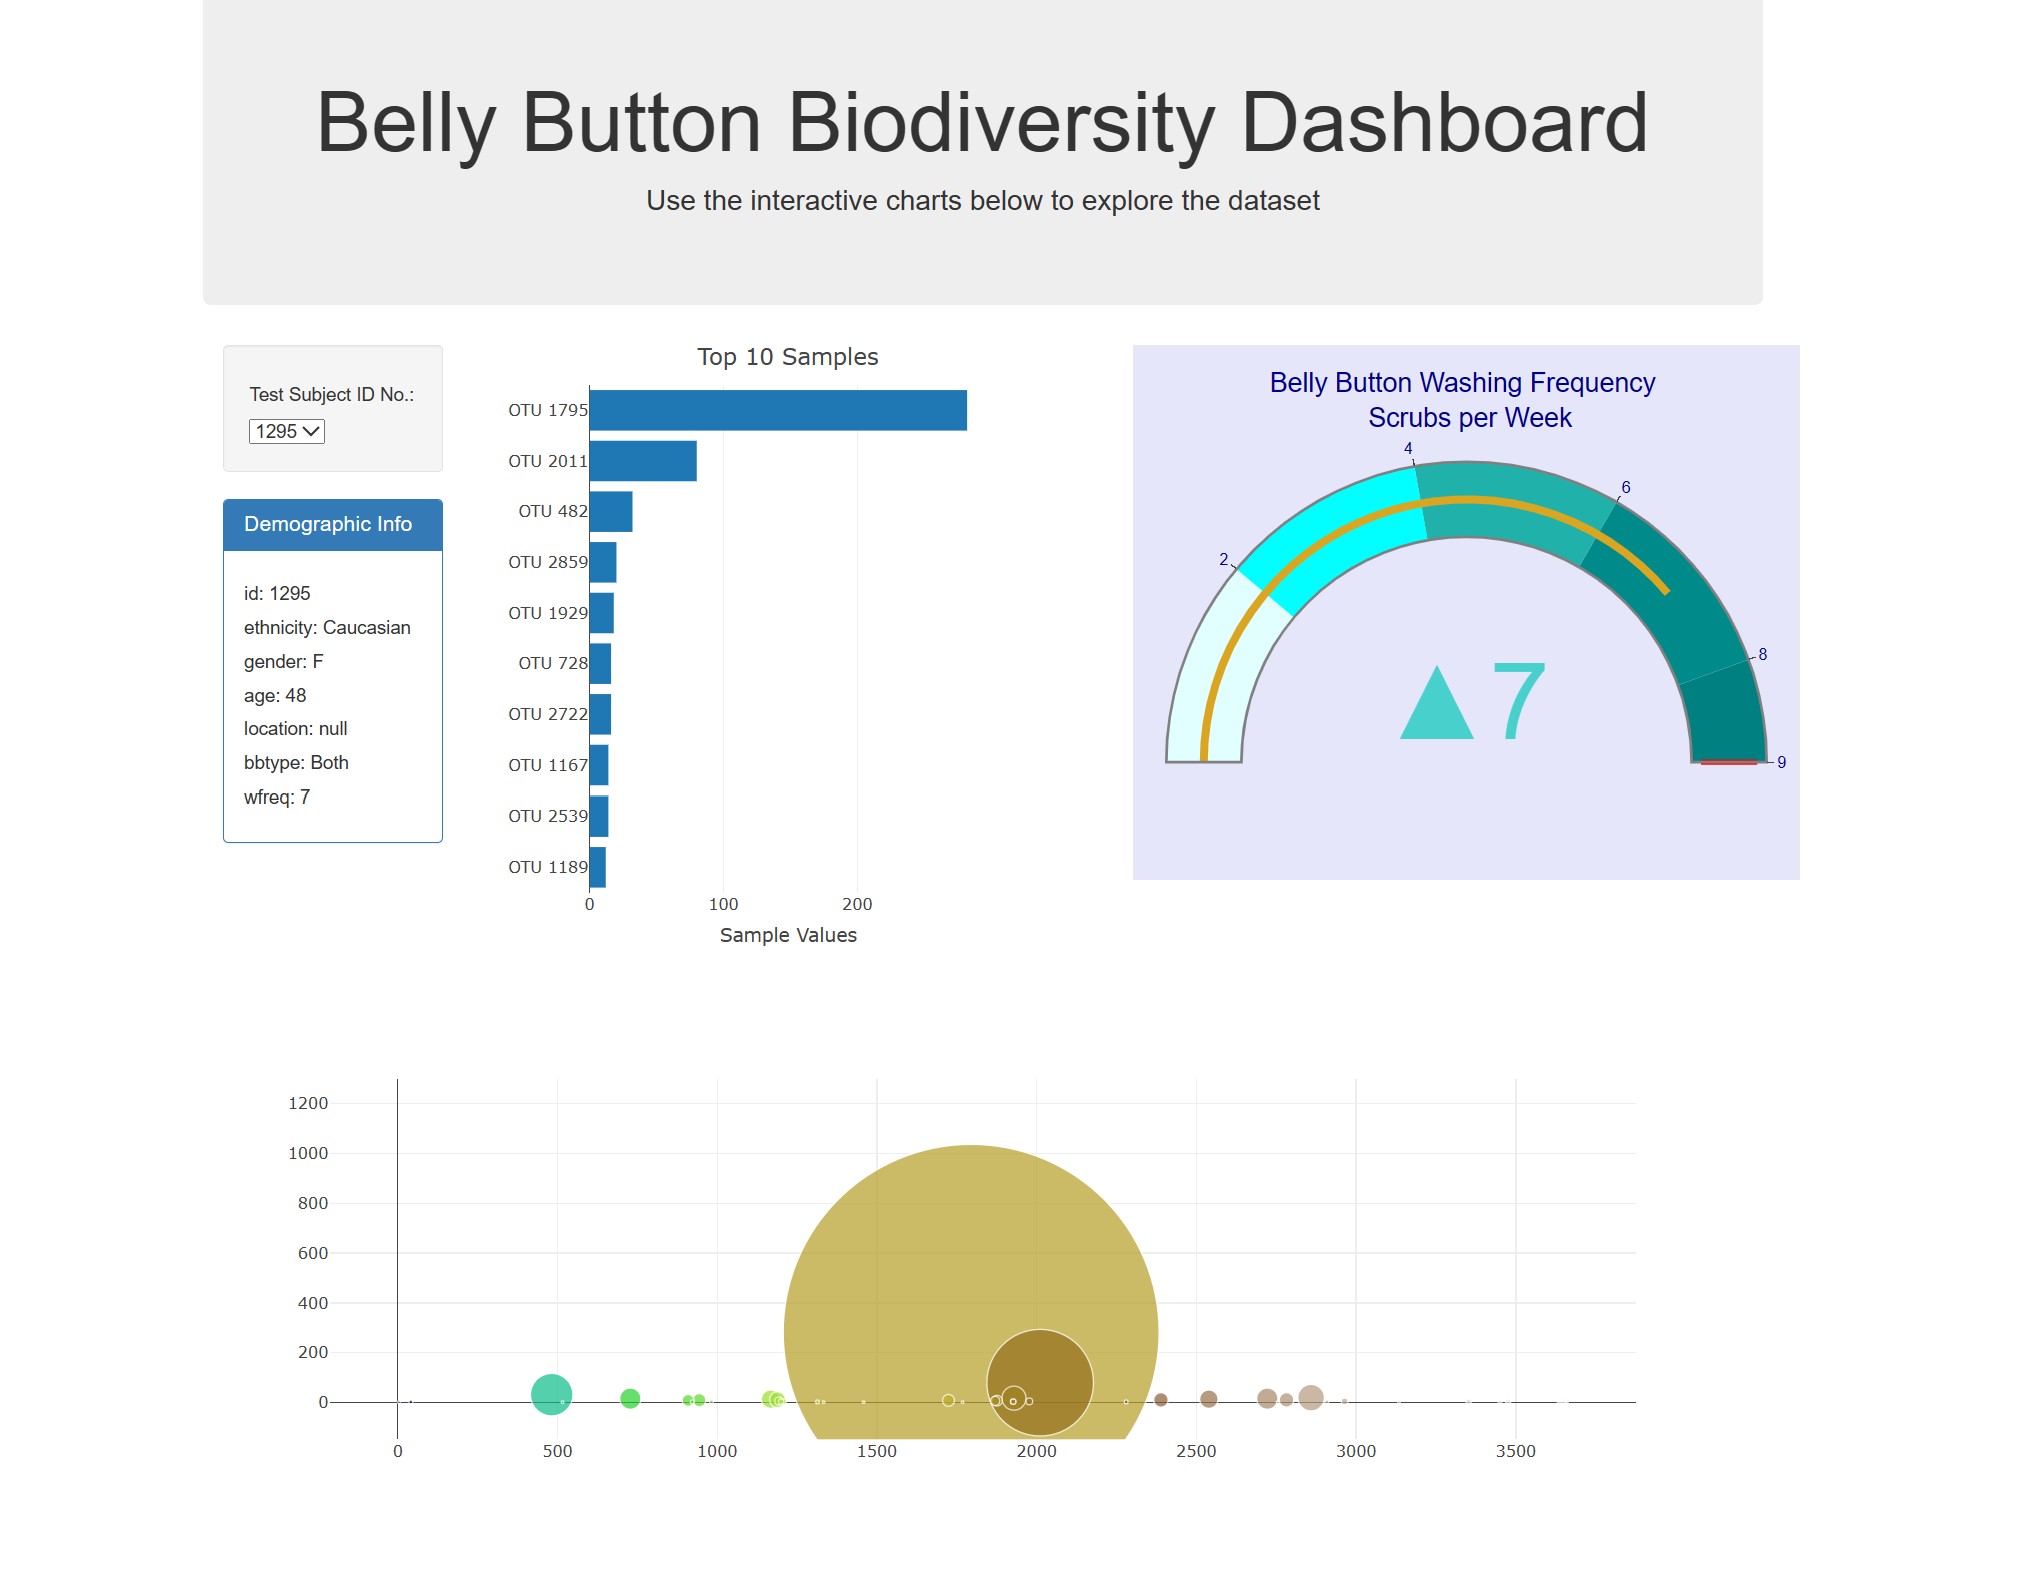 Belly Button Biodiversity Dashboard
Use the interactive charts below to explore the dataset
Test Subject ID No.:
1295
Demographic Info
id: 1295
ethnicity: Caucasian
gender: F
age: 48
location: null
bbtype: Both
wfreq: 7
Top 10 Samples
OTU 1795
OTU 2011
OTU 482
OTU 2859
OTU 1929
OTU 728
OTU 2722
OTU 1167
OTU 2539
OTU 1189
0 100 200
Sample Values
Belly Button Washing Frequency
Scrubs per Week
2
4
6
8
9
▲7
1200
1000
800
600
400
200
0
0 500 1000 1500 2000 2500 3000 3500